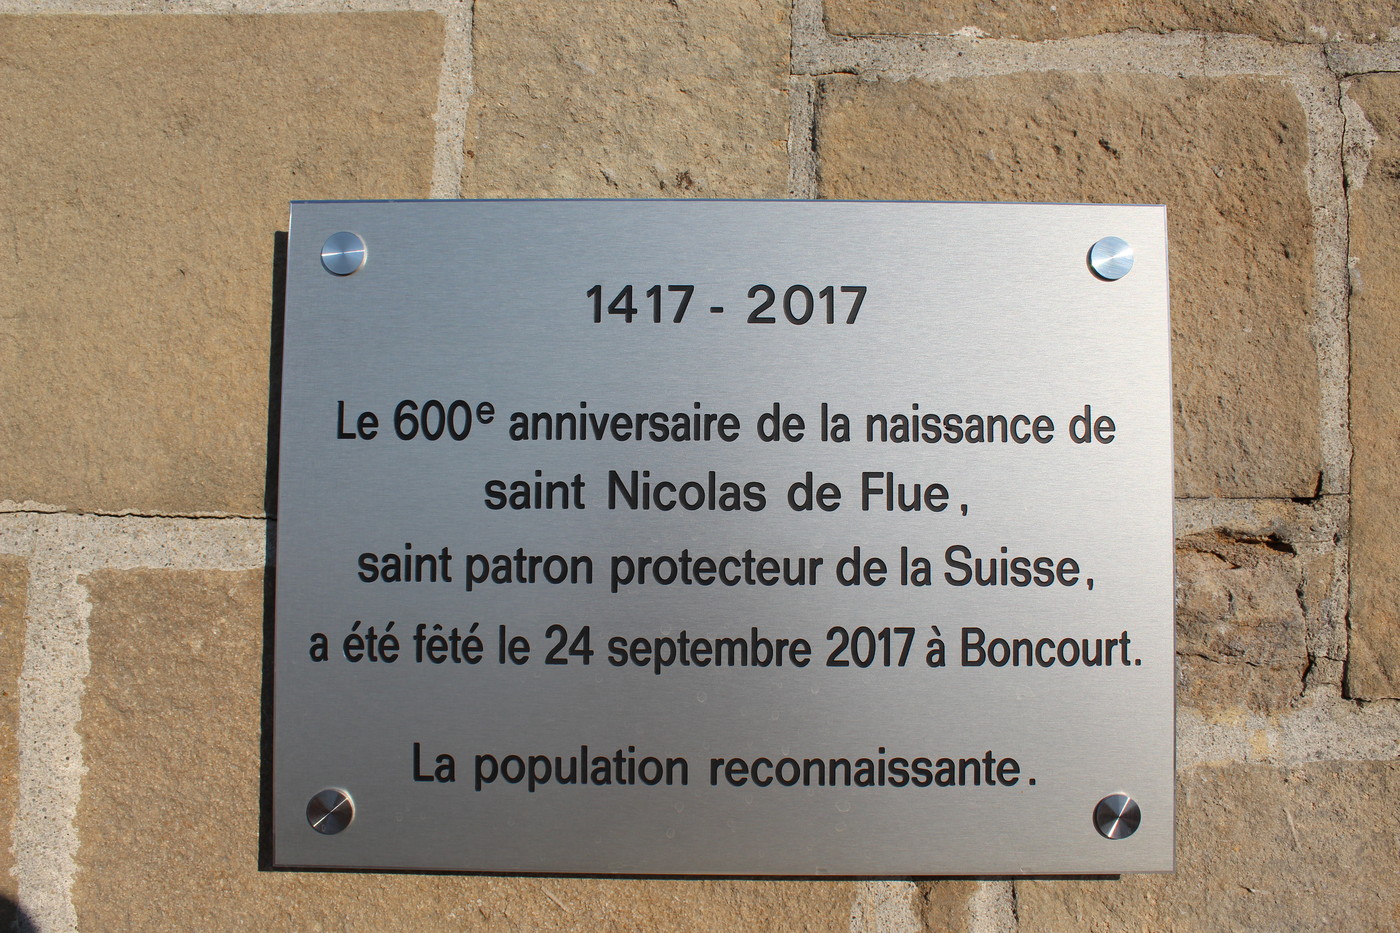 1417 - 2017
Le 600e anniversaire de la naissance de
saint Nicolas de Flue,
saint patron protecteur de la Suisse,
a été fêté le 24 septembre 2017 à Boncourt.
La population reconnaissante.